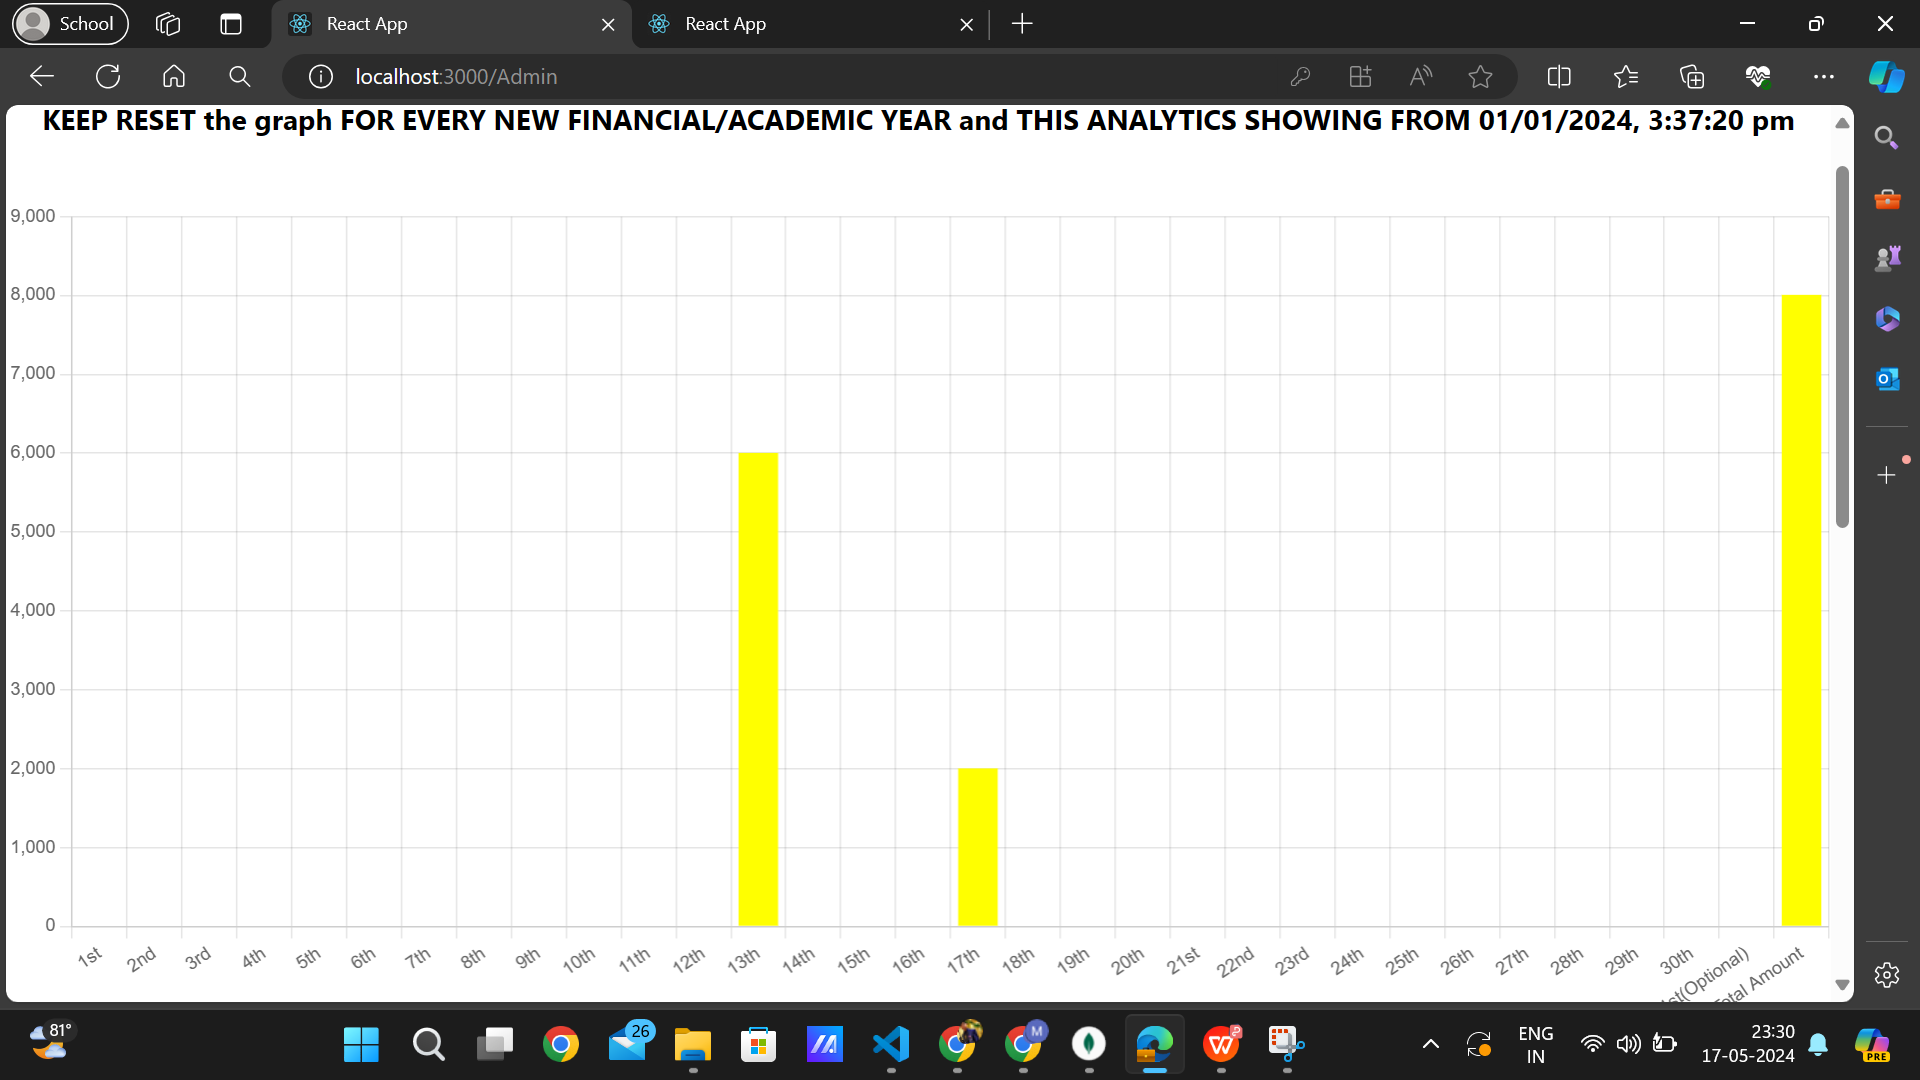 School
React App
React App
localhost:3000/Admin
KEEP RESET the graph FOR EVERY NEW FINANCIAL/ACADEMIC YEAR and THIS ANALYTICS SHOWING FROM 01/01/2024, 3:37:20 pm
9,000
8,000
7,000
6,000
5,000
4,000
3,000
2,000
1,000
0
1st 2nd 3rd 4th 5th 6th 7th 8th 9th 10th 11th 12th 13th 14th 15th 16th 17th 18th 19th 20th 21st 22nd 23rd 24th 25th 26th 27th 28th 29th 30th st(Optional) otal Amount
81°
26
M
PRE
ENG
IN
23:30
17-05-2024